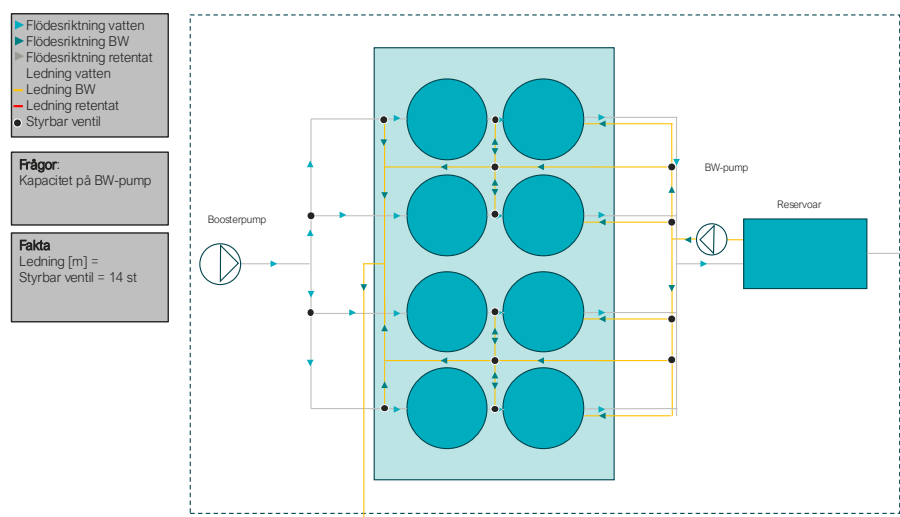 Flödesriktning vatten
Flödesriktning BW
Flödesriktning retentat
Ledning vatten
Ledning BW
Ledning retentat
Styrbar ventil
Frågor:
Kapacitet på BW-pump
Fakta
Ledning [m] =
Styrbar ventil = 14 st
Boosterpump
BW-pump
Reservoar